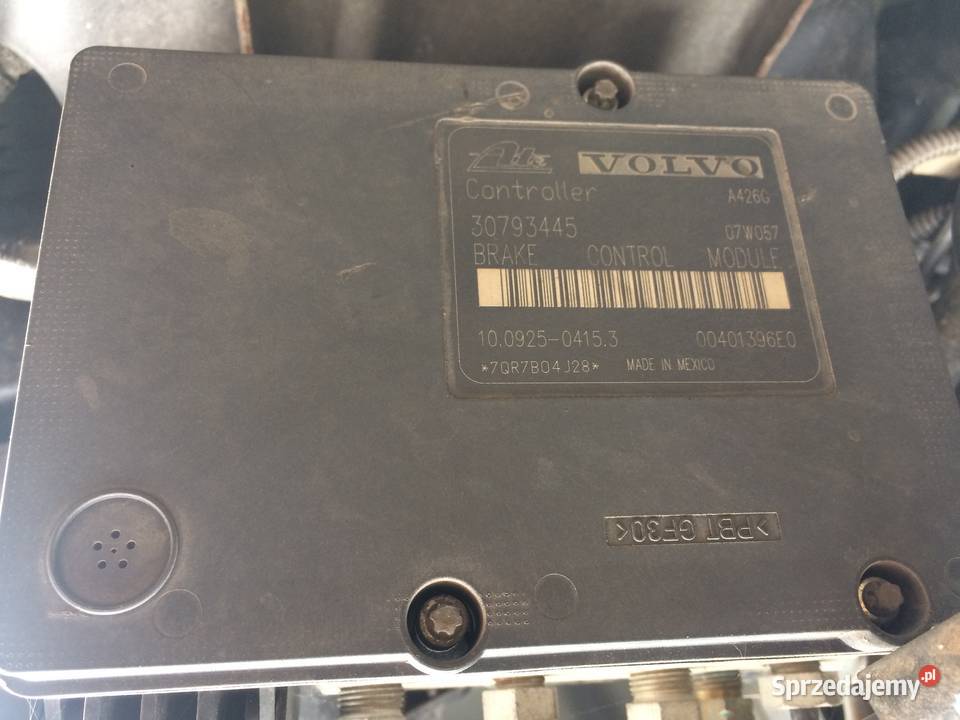 Ate VOLVO
Controller A426G
30793445 07W057
BRAKE CONTROL MODULE
10.0925-0415.3 00401396E0
*7QR7B04J28* MADE IN MEXICO
>PBT GF30<
Sprzedajemy.pl